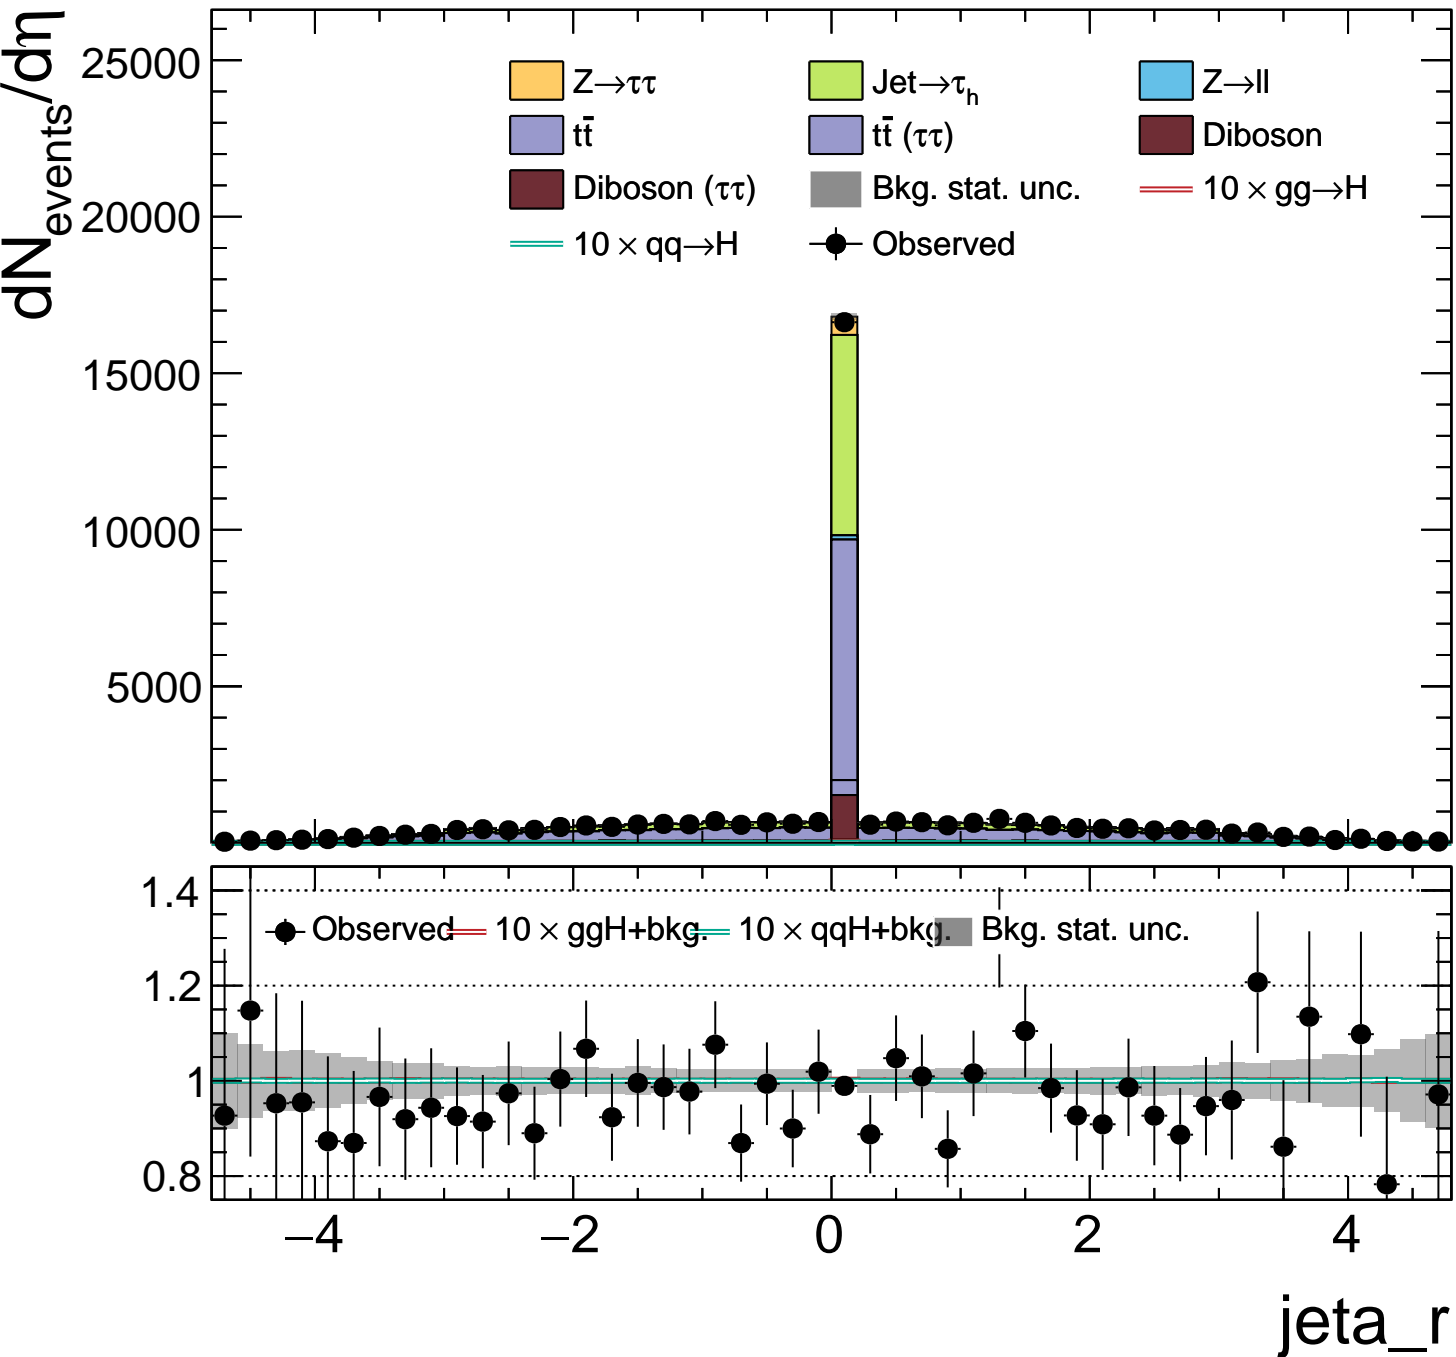 dN_events/dη
25000
20000
15000
10000
5000
Z→ττ
Jet→τ_h
Z→ll
tt̄
tt̄ (ττ)
Diboson
Diboson (ττ)
Bkg. stat. unc.
10 × gg→H
10 × qq→H
Observed
1.4
1.2
1
0.8
Observed
10 × ggH+bkg.
10 × qqH+bkg.
Bkg. stat. unc.
−4
−2
0
2
4
jeta_r